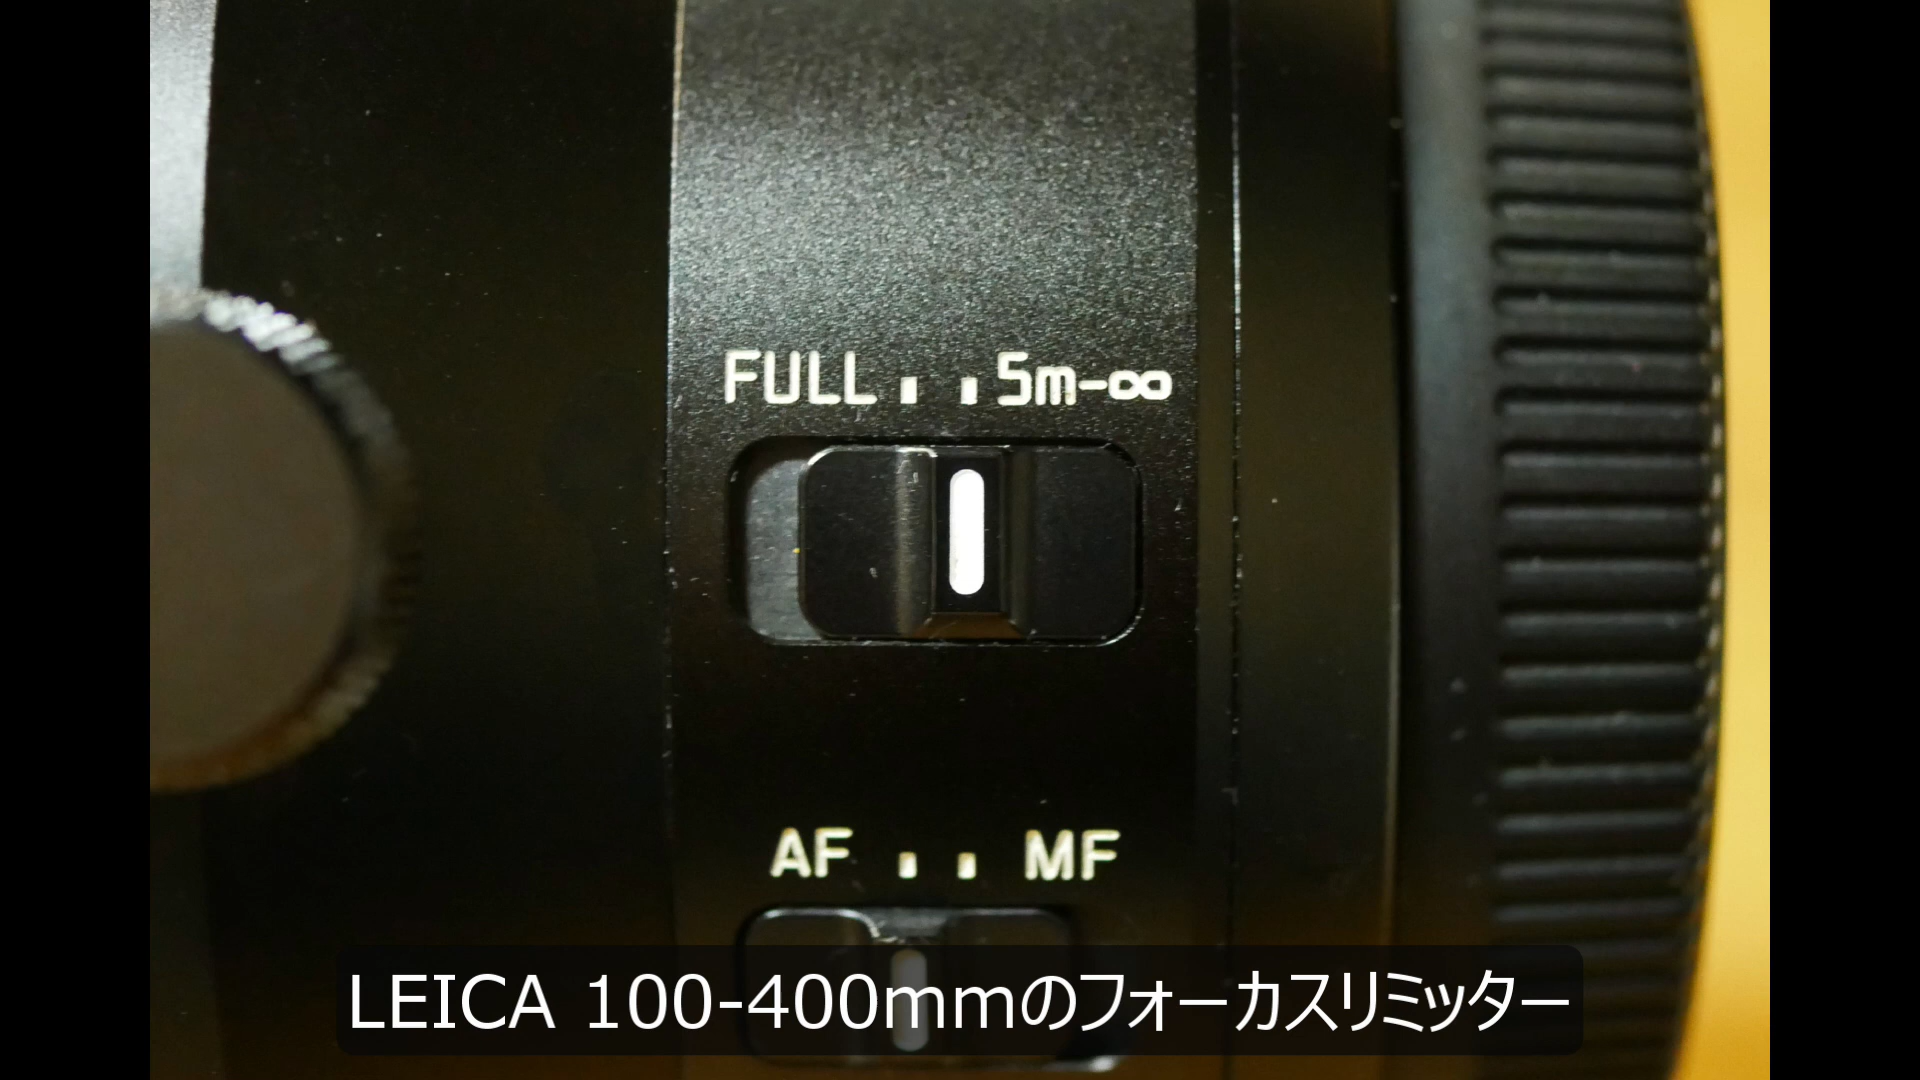 FULL . . 5m-∞
AF . . MF
LEICA 100-400mmのフォーカスリミッター